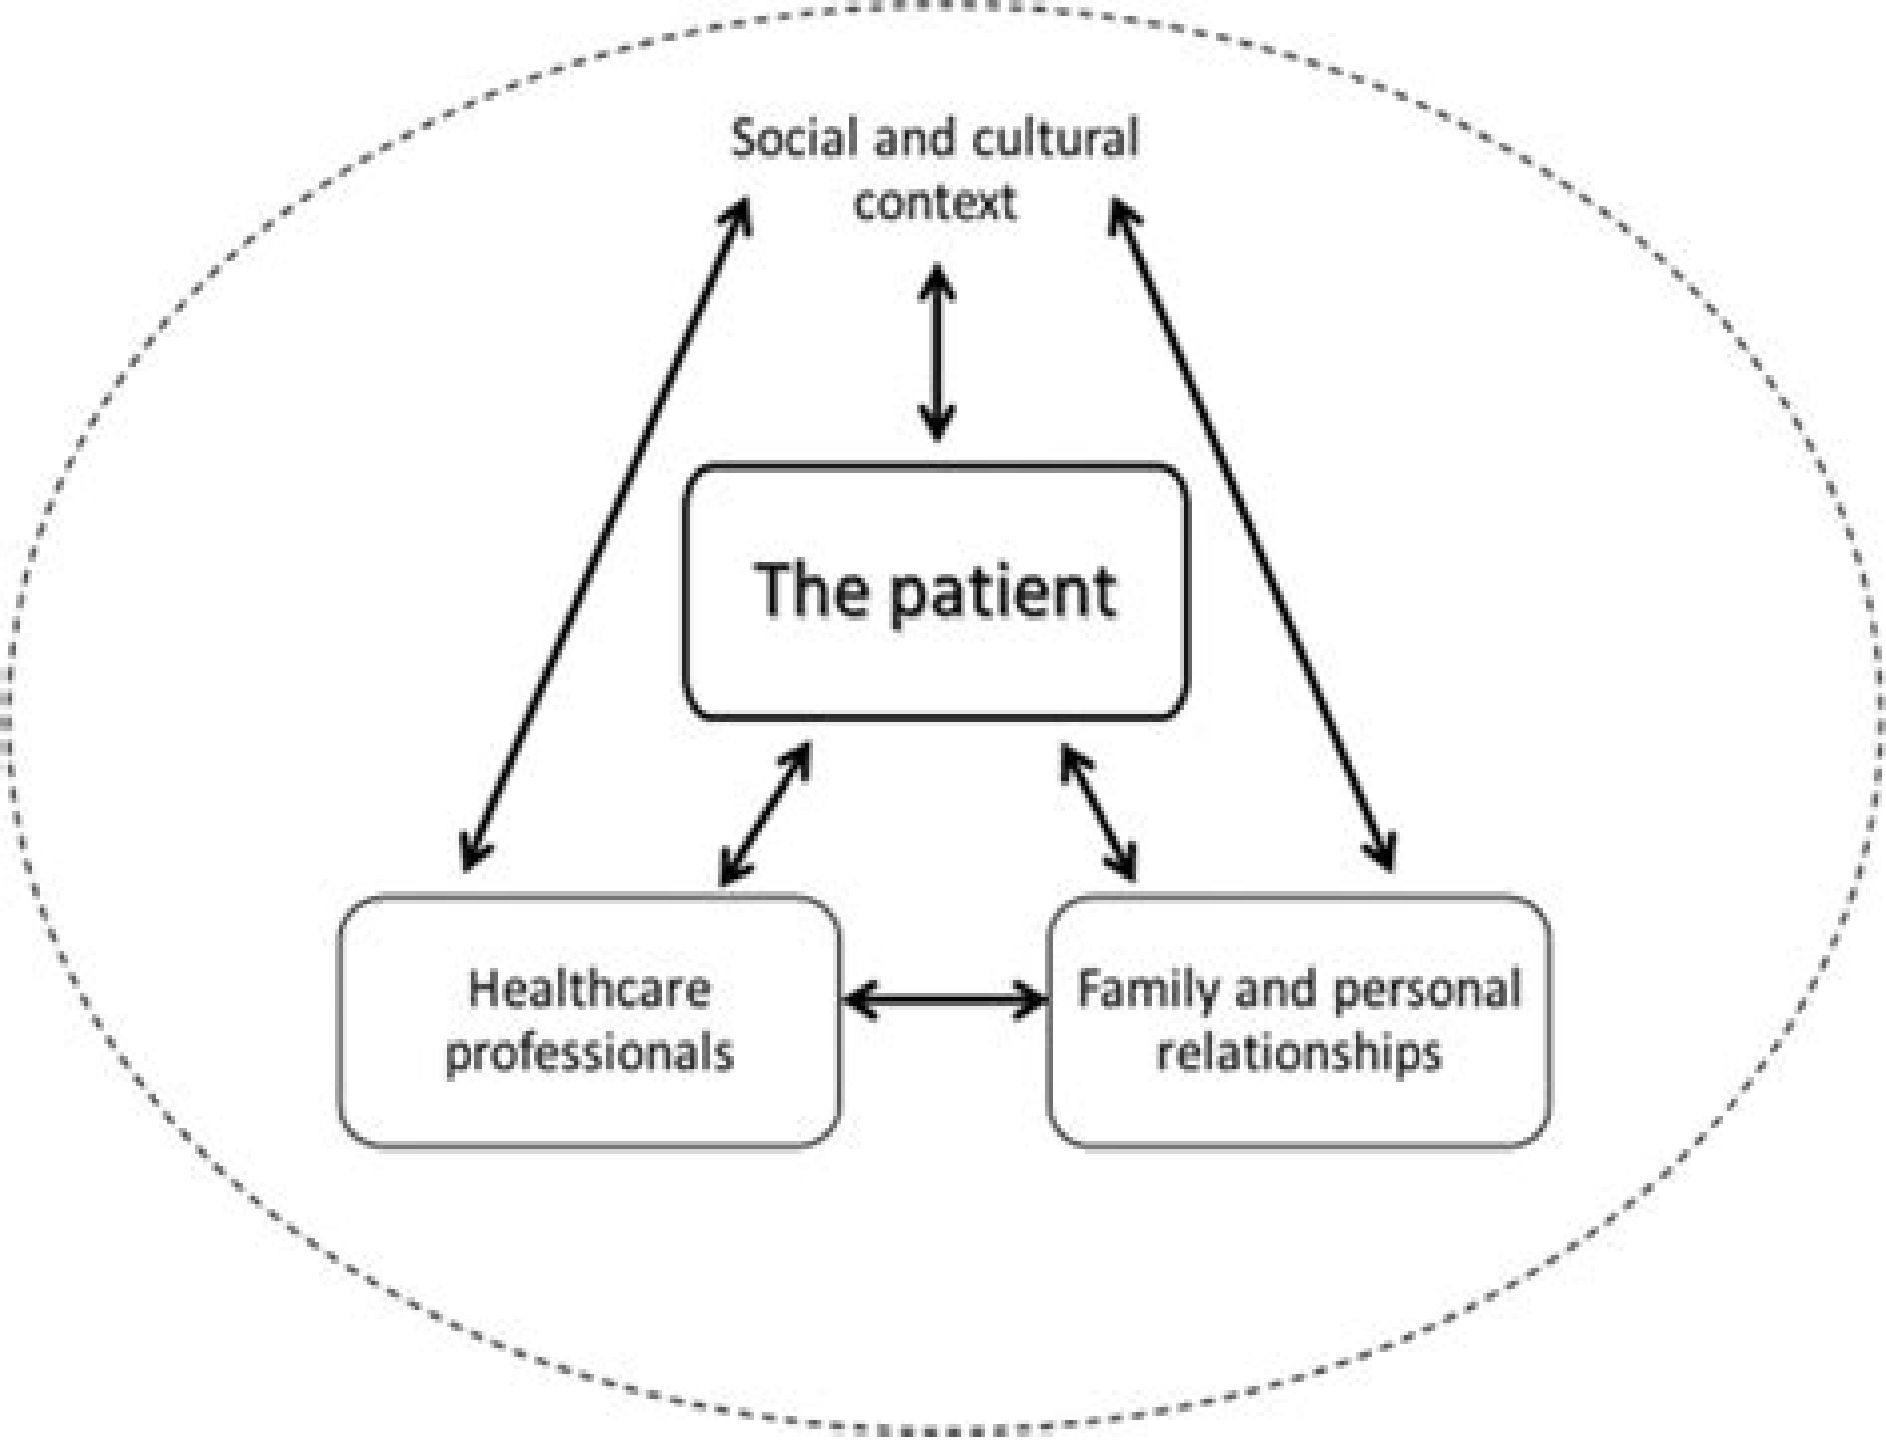 Social and cultural
context
The patient
Healthcare
professionals
Family and personal
relationships